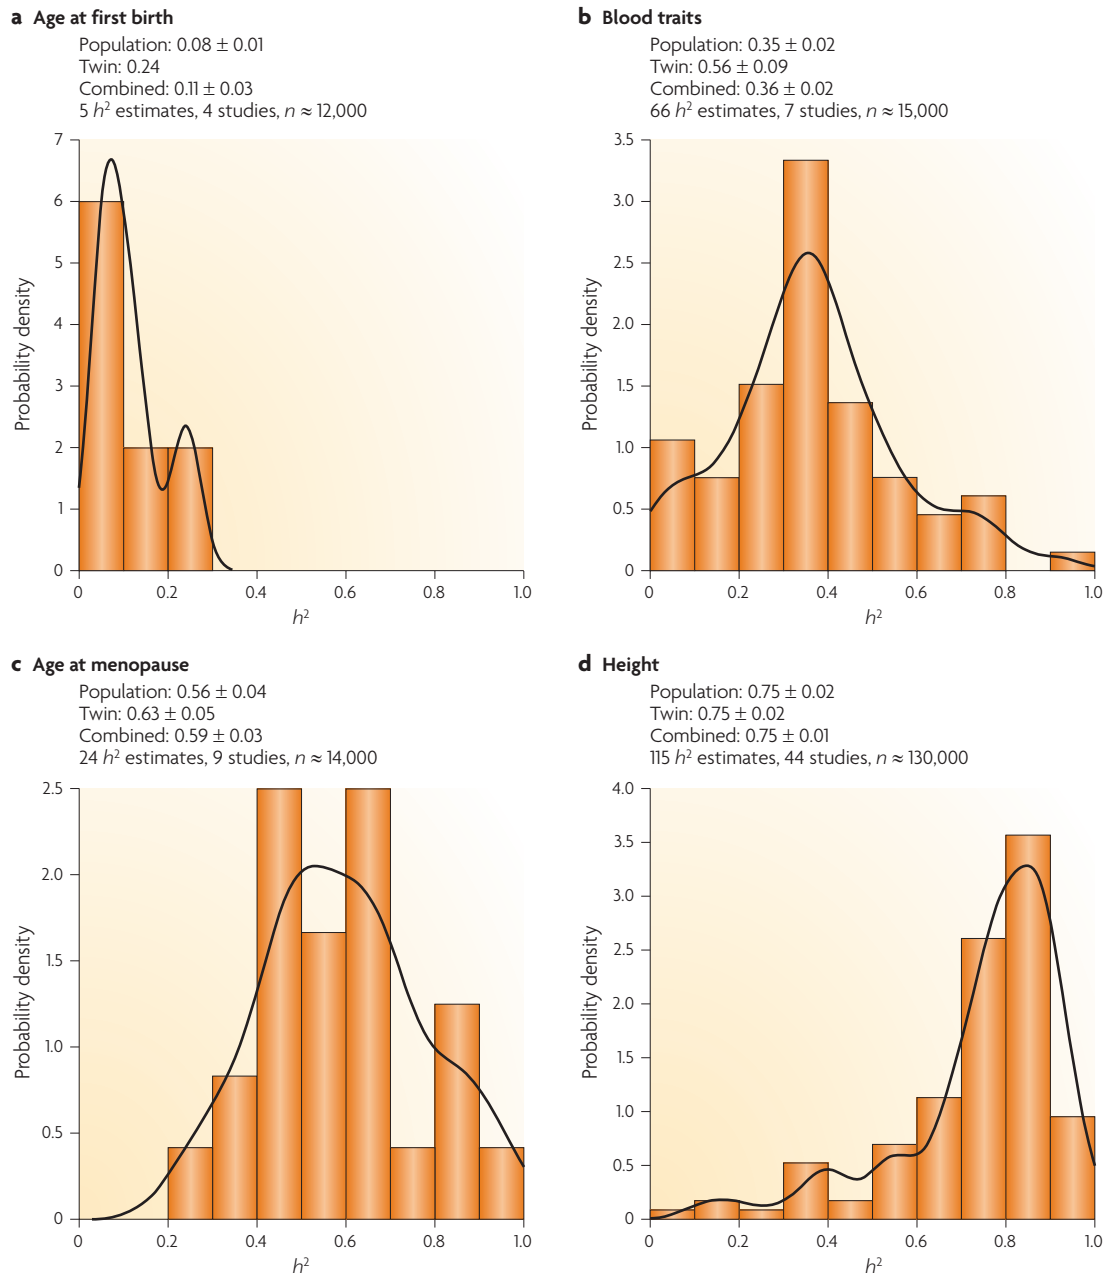 a Age at first birth
Population: 0.08 ± 0.01
Twin: 0.24
Combined: 0.11 ± 0.03
5 h² estimates, 4 studies, n ≈ 12,000
Probability density
7
6
5
4
3
2
1
0
0 0.2 0.4 0.6 0.8 1.0
h²
b Blood traits
Population: 0.35 ± 0.02
Twin: 0.56 ± 0.09
Combined: 0.36 ± 0.02
66 h² estimates, 7 studies, n ≈ 15,000
Probability density
3.5
3.0
2.5
2.0
1.5
1.0
0.5
0
0 0.2 0.4 0.6 0.8 1.0
h²
c Age at menopause
Population: 0.56 ± 0.04
Twin: 0.63 ± 0.05
Combined: 0.59 ± 0.03
24 h² estimates, 9 studies, n ≈ 14,000
Probability density
2.5
2.0
1.5
1.0
0.5
0
0 0.2 0.4 0.6 0.8 1.0
h²
d Height
Population: 0.75 ± 0.02
Twin: 0.75 ± 0.02
Combined: 0.75 ± 0.01
115 h² estimates, 44 studies, n ≈ 130,000
Probability density
4.0
3.5
3.0
2.5
2.0
1.5
1.0
0.5
0
0 0.2 0.4 0.6 0.8 1.0
h²